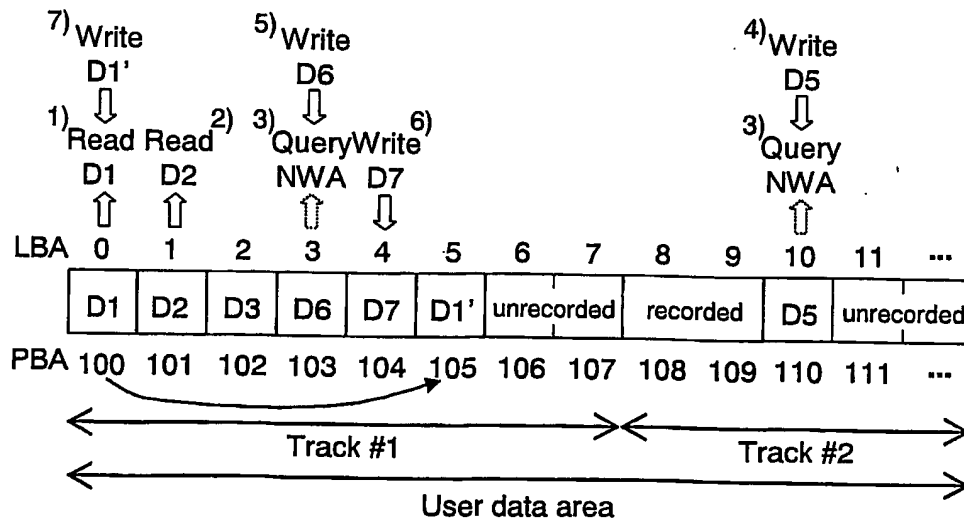 7) Write 5) Write 4) Write
D1' D6 D5
1) Read Read 2) 3) Query Write 6) 3) Query
D1 D2 NWA D7 NWA
LBA 0 1 2 3 4 5 6 7 8 9 10 11 ...
D1 D2 D3 D6 D7 D1' unrecorded recorded D5 unrecorded
PBA 100 101 102 103 104 105 106 107 108 109 110 111 ...
Track #1 Track #2
User data area